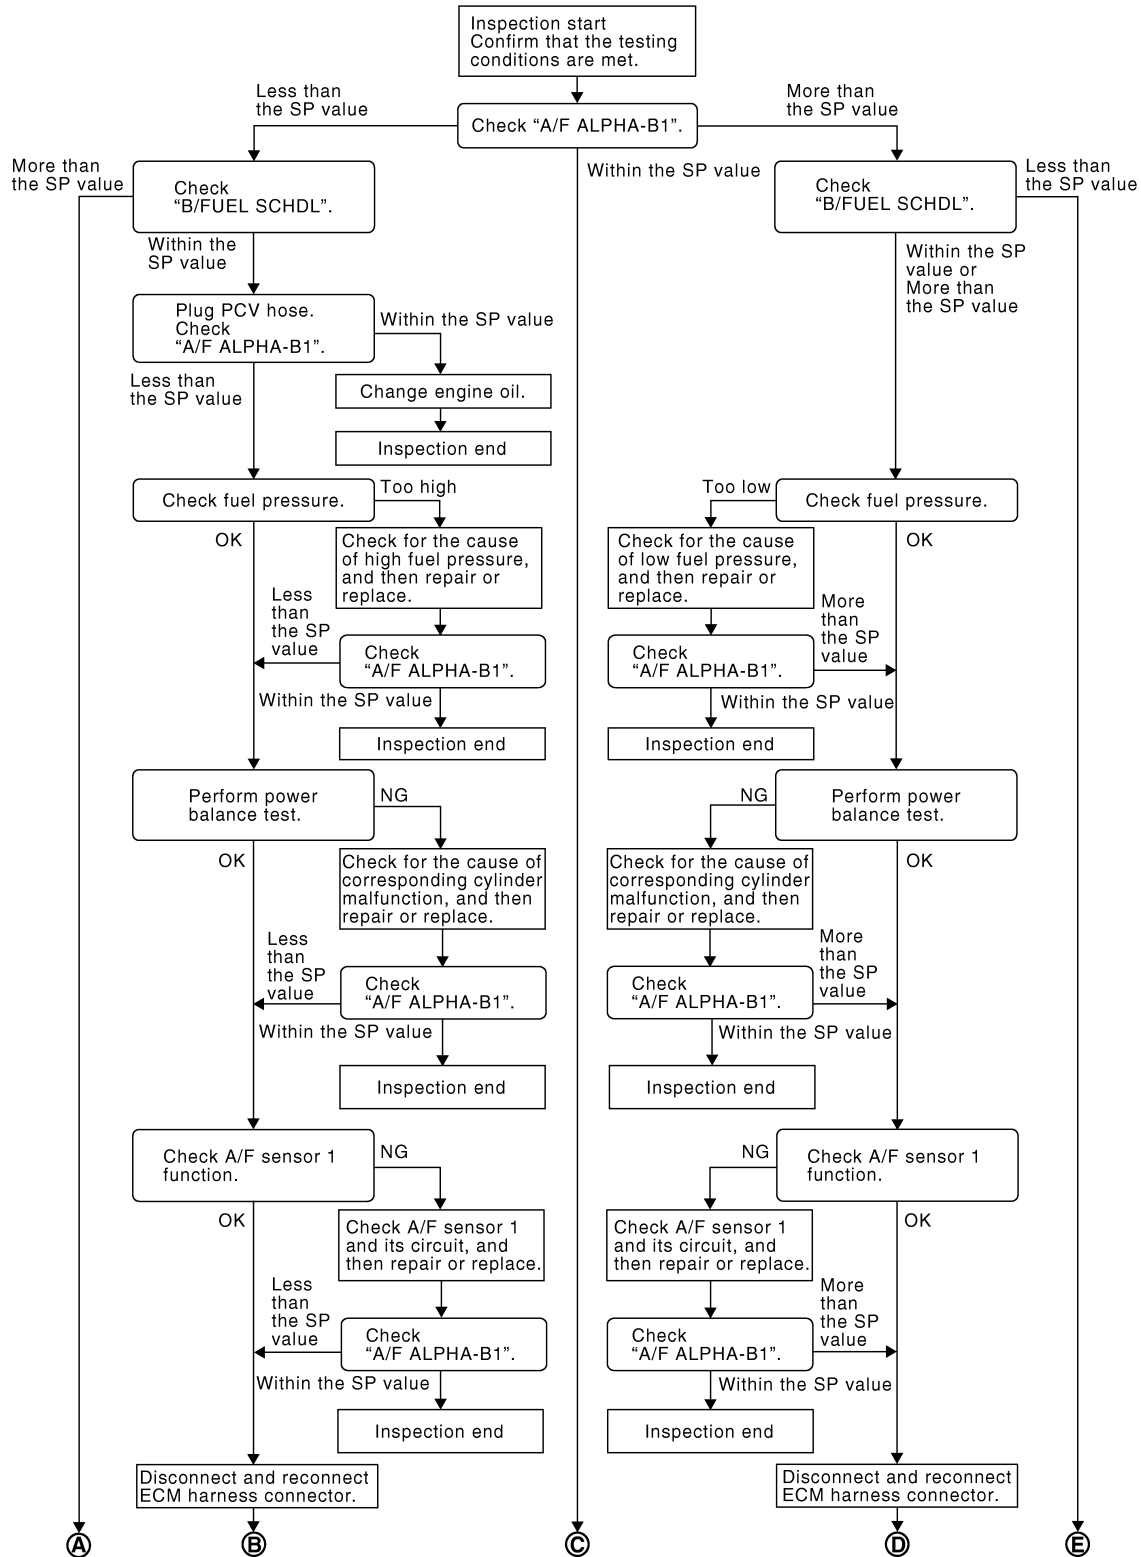 Inspection start
Confirm that the testing
conditions are met.
Less than
the SP value
More than
the SP value
Check “A/F ALPHA-B1”.
More than
the SP value
Within the SP value
Less than
the SP value
Check
“B/FUEL SCHDL”.
Check
“B/FUEL SCHDL”.
Within the
SP value
Within the SP
value or
More than
the SP value
Plug PCV hose.
Check
“A/F ALPHA-B1”.
Within the SP value
Less than
the SP value
Change engine oil.
Inspection end
Check fuel pressure.
Too high
Too low
Check fuel pressure.
OK
OK
Check for the cause
of high fuel pressure,
and then repair or
replace.
Check for the cause
of low fuel pressure,
and then repair or
replace.
Less
than
the SP
value
More
than
the SP
value
Check
“A/F ALPHA-B1”.
Check
“A/F ALPHA-B1”.
Within the SP value
Within the SP value
Inspection end
Inspection end
Perform power
balance test.
NG
NG
Perform power
balance test.
OK
OK
Check for the cause of
corresponding cylinder
malfunction, and then
repair or replace.
Check for the cause of
corresponding cylinder
malfunction, and then
repair or replace.
Less
than
the SP
value
More
than
the SP
value
Check
“A/F ALPHA-B1”.
Check
“A/F ALPHA-B1”.
Within the SP value
Within the SP value
Inspection end
Inspection end
Check A/F sensor 1
function.
NG
NG
Check A/F sensor 1
function.
OK
OK
Check A/F sensor 1
and its circuit, and
then repair or replace.
Check A/F sensor 1
and its circuit, and
then repair or replace.
Less
than
the SP
value
More
than
the SP
value
Check
“A/F ALPHA-B1”.
Check
“A/F ALPHA-B1”.
Within the SP value
Within the SP value
Inspection end
Inspection end
Disconnect and reconnect
ECM harness connector.
Disconnect and reconnect
ECM harness connector.
A
B
C
D
E